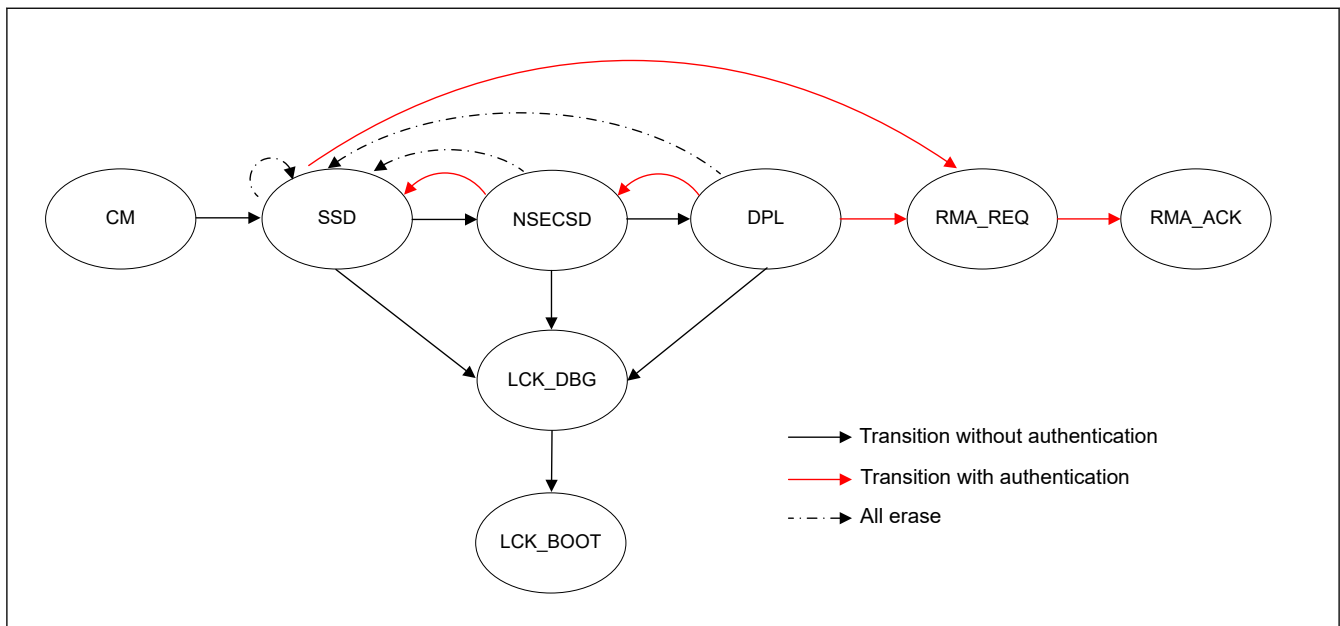 CM
SSD
NSECSD
DPL
RMA_REQ
RMA_ACK
LCK_DBG
Transition without authentication
Transition with authentication
All erase
LCK_BOOT